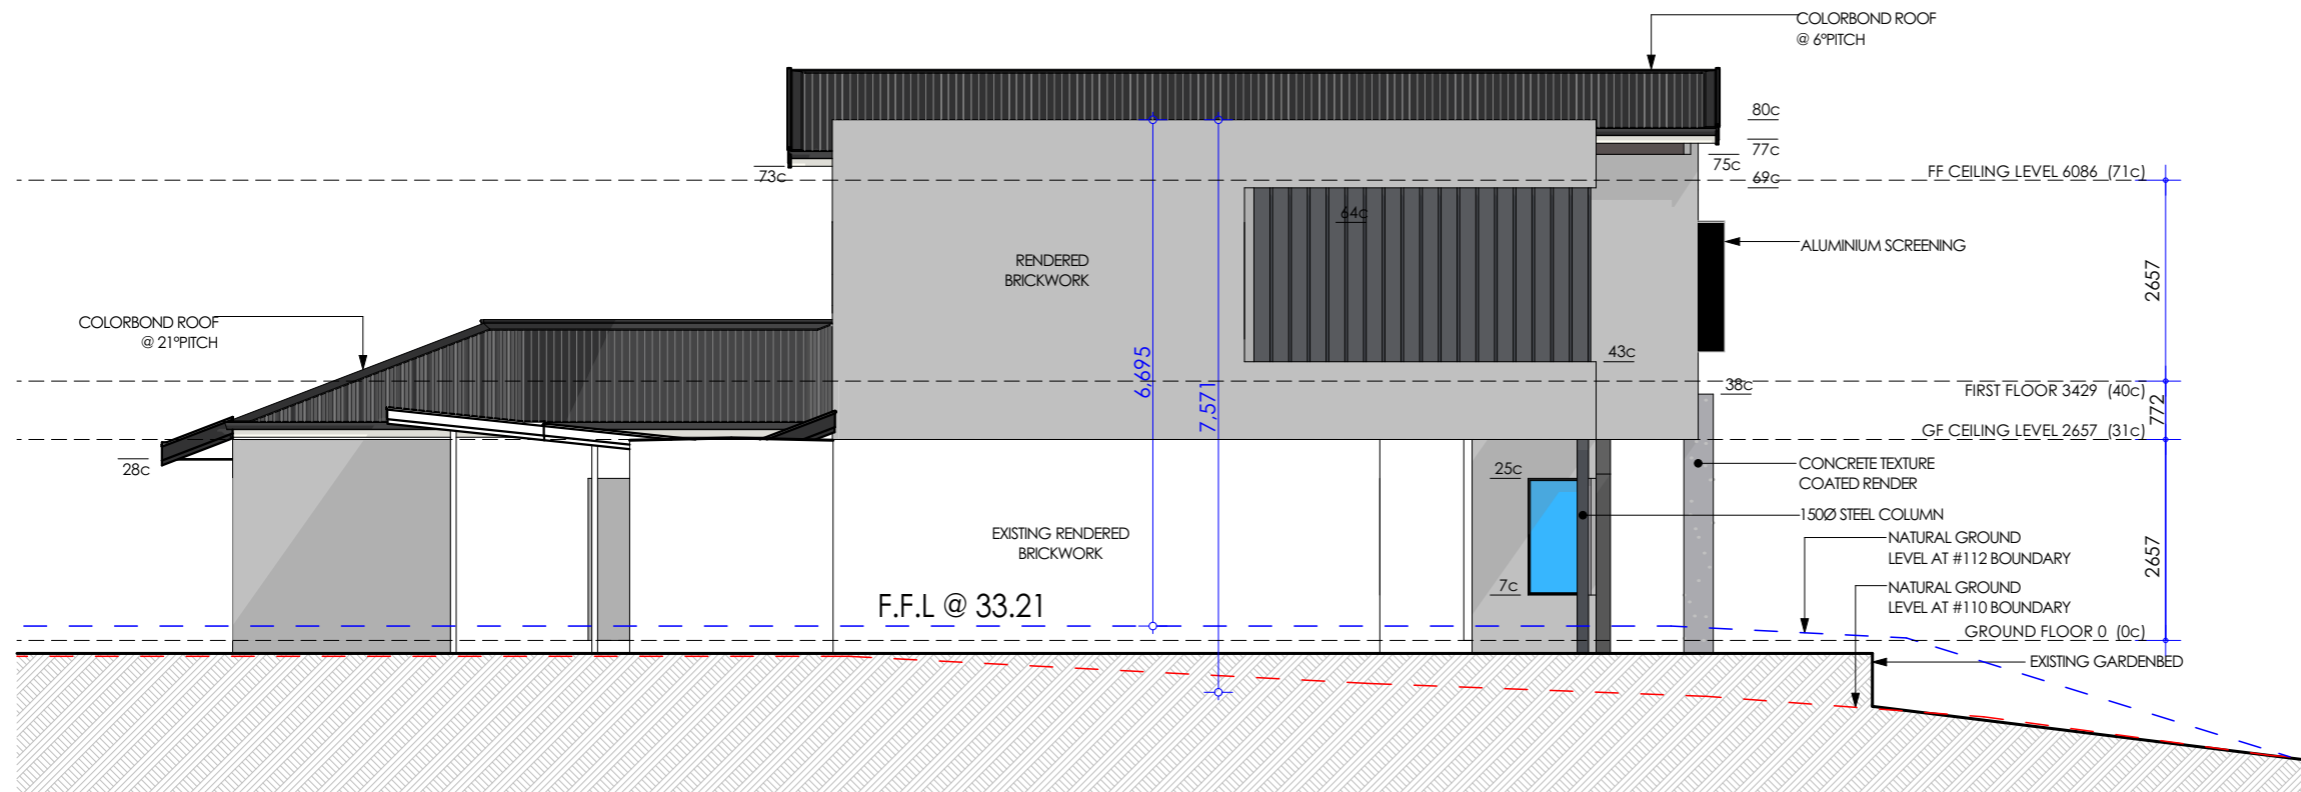 COLORBOND ROOF
@ 6°PITCH
80c
77c
75c
73c
69c
FF CEILING LEVEL 6086 (71c)
64c
ALUMINIUM SCREENING
RENDERED
BRICKWORK
2657
COLORBOND ROOF
@ 21°PITCH
43c
6,695
7,571
38c
FIRST FLOOR 3429 (40c)
772
GF CEILING LEVEL 2657 (31c)
28c
25c
CONCRETE TEXTURE
COATED RENDER
150Ø STEEL COLUMN
EXISTING RENDERED
BRICKWORK
NATURAL GROUND
LEVEL AT #112 BOUNDARY
2657
7c
NATURAL GROUND
LEVEL AT #110 BOUNDARY
F.F.L @ 33.21
GROUND FLOOR 0 (0c)
EXISTING GARDENBED